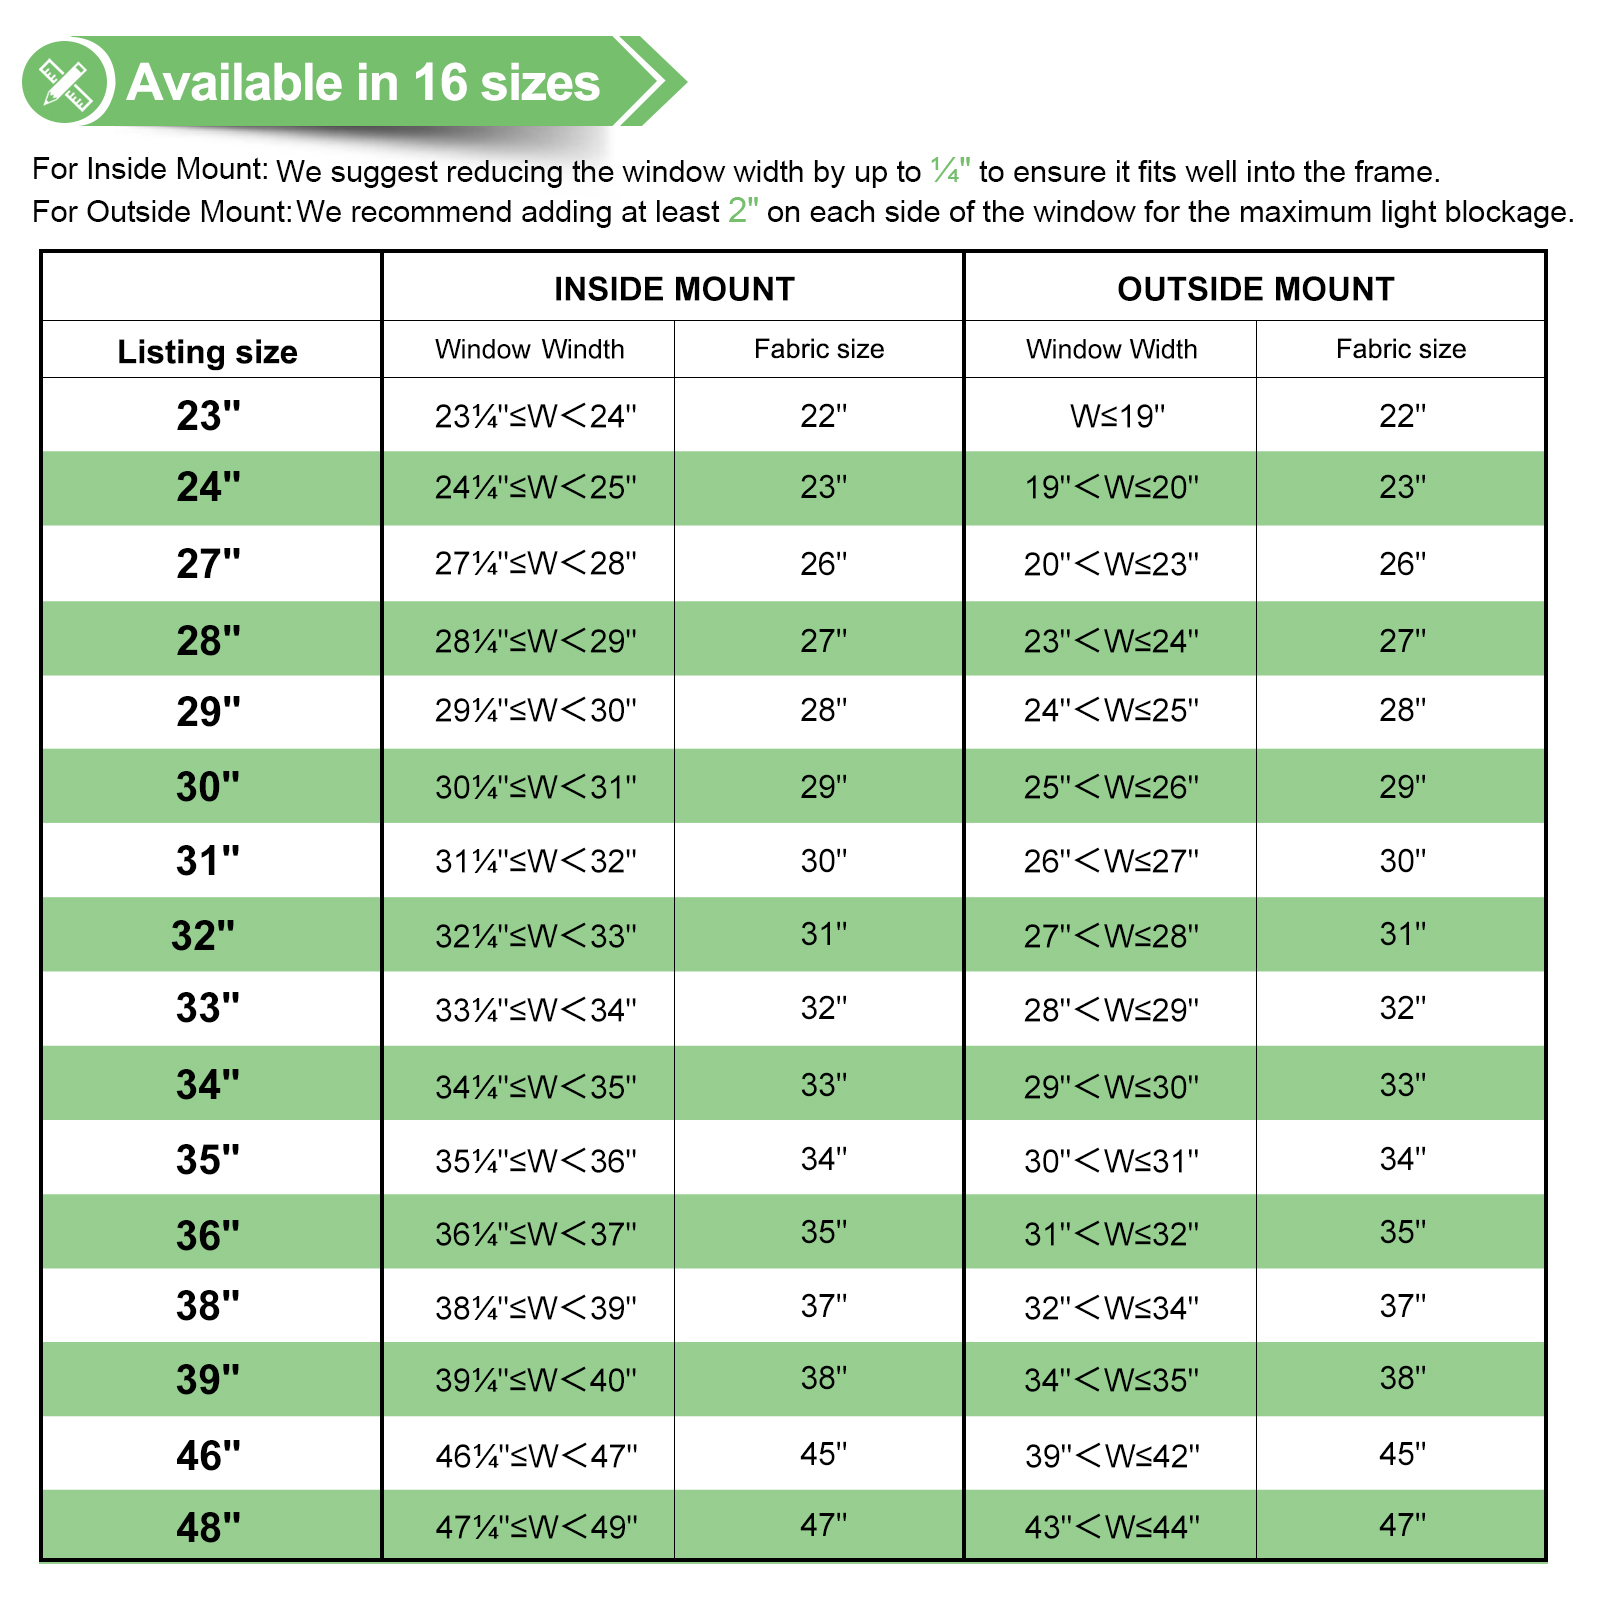 Available in 16 sizes
For Inside Mount: We suggest reducing the window width by up to ¼" to ensure it fits well into the frame.
For Outside Mount:We recommend adding at least 2" on each side of the window for the maximum light blockage.
INSIDE MOUNT OUTSIDE MOUNT
Listing size Window Windth Fabric size Window Width Fabric size
23" 23¼"≤W<24" 22" W≤19" 22"
24" 24¼"≤W<25" 23" 19"<W≤20" 23"
27" 27¼"≤W<28" 26" 20"<W≤23" 26"
28" 28¼"≤W<29" 27" 23"<W≤24" 27"
29" 29¼"≤W<30" 28" 24"<W≤25" 28"
30" 30¼"≤W<31" 29" 25"<W≤26" 29"
31" 31¼"≤W<32" 30" 26"<W≤27" 30"
32" 32¼"≤W<33" 31" 27"<W≤28" 31"
33" 33¼"≤W<34" 32" 28"<W≤29" 32"
34" 34¼"≤W<35" 33" 29"<W≤30" 33"
35" 35¼"≤W<36" 34" 30"<W≤31" 34"
36" 36¼"≤W<37" 35" 31"<W≤32" 35"
38" 38¼"≤W<39" 37" 32"<W≤34" 37"
39" 39¼"≤W<40" 38" 34"<W≤35" 38"
46" 46¼"≤W<47" 45" 39"<W≤42" 45"
48" 47¼"≤W<49" 47" 43"<W≤44" 47"